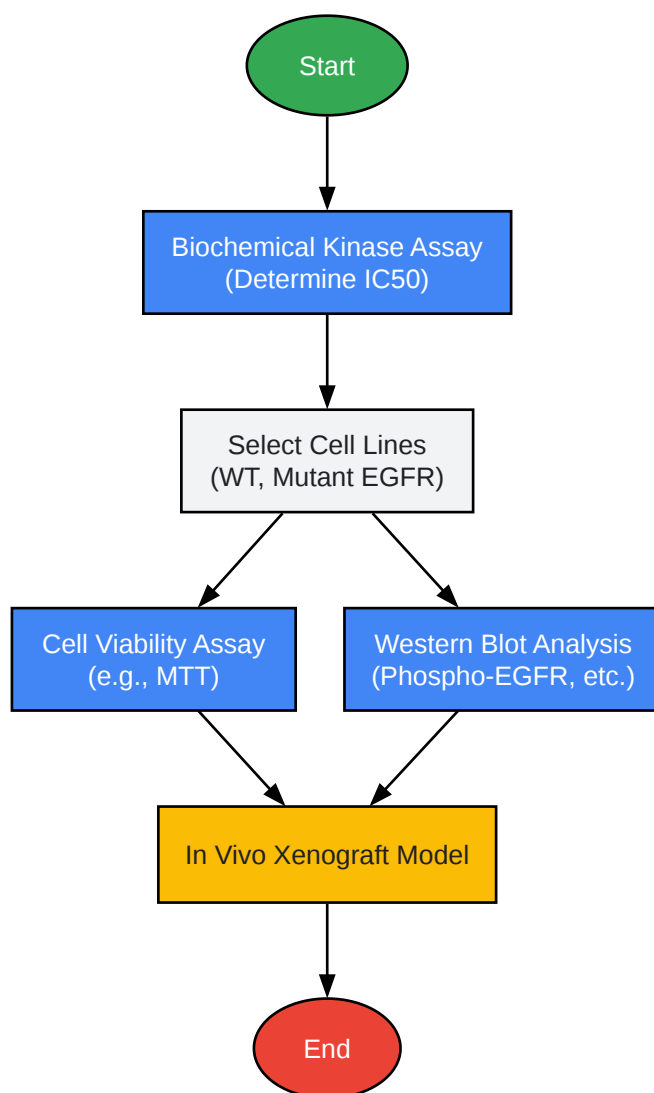 Start
Biochemical Kinase Assay
(Determine IC50)
Select Cell Lines
(WT, Mutant EGFR)
Cell Viability Assay
(e.g., MTT)
Western Blot Analysis
(Phospho-EGFR, etc.)
In Vivo Xenograft Model
End